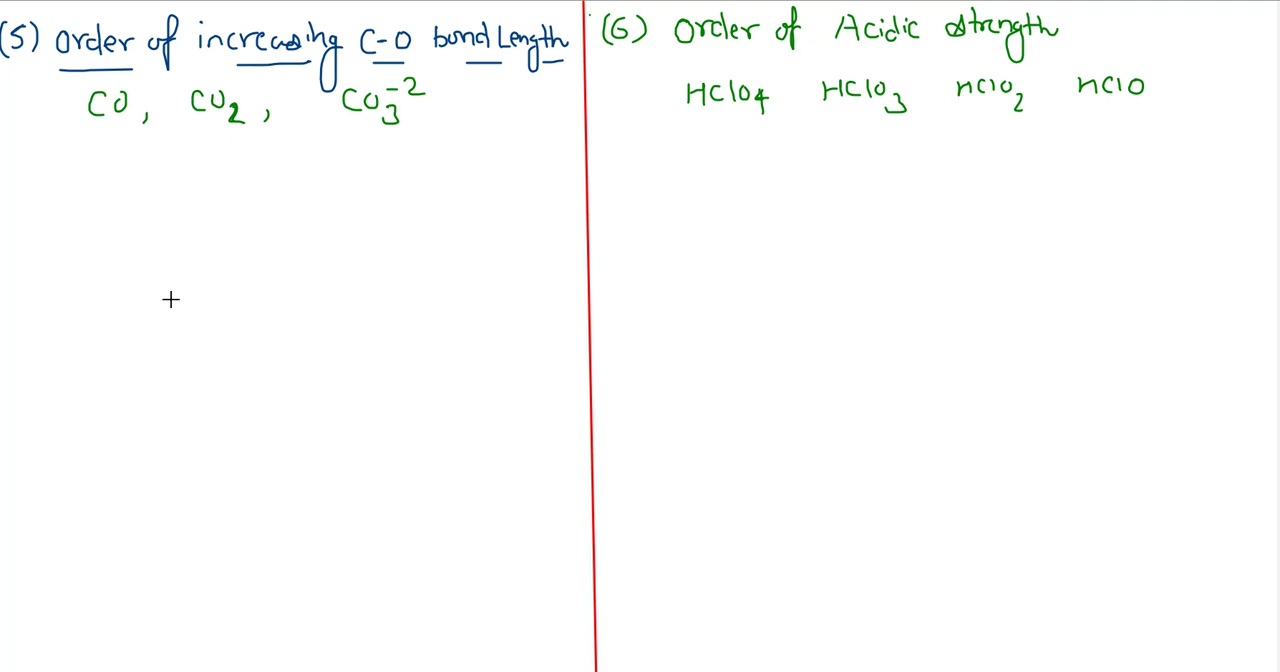 (5) Order of increasing C-O bond Length
CO, CO2, CO3^-2
(6) Order of Acidic strength
HClO4 HClO3 HClO2 HClO